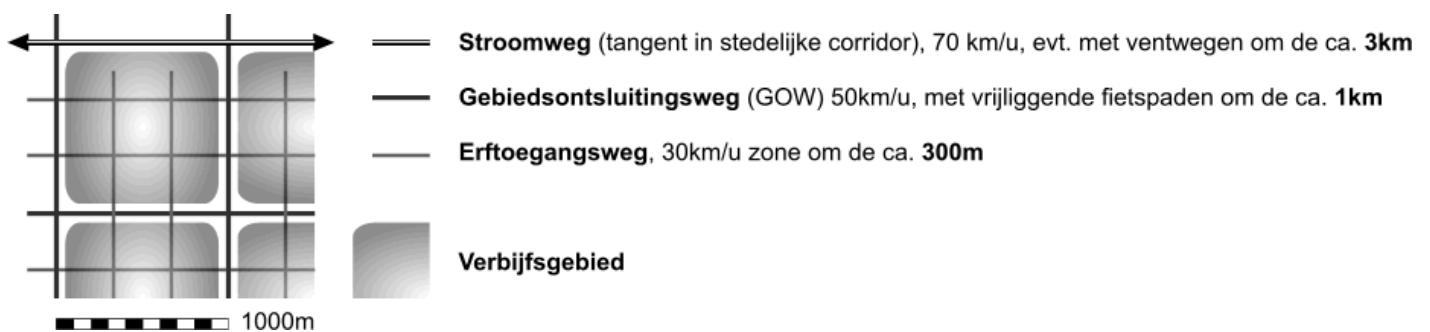 Stroomweg (tangent in stedelijke corridor), 70 km/u, evt. met ventwegen om de ca. 3km
Gebiedsontsluitingsweg (GOW) 50km/u, met vrijliggende fietspaden om de ca. 1km
Erftoegangsweg, 30km/u zone om de ca. 300m
Verbijfsgebied
1000m